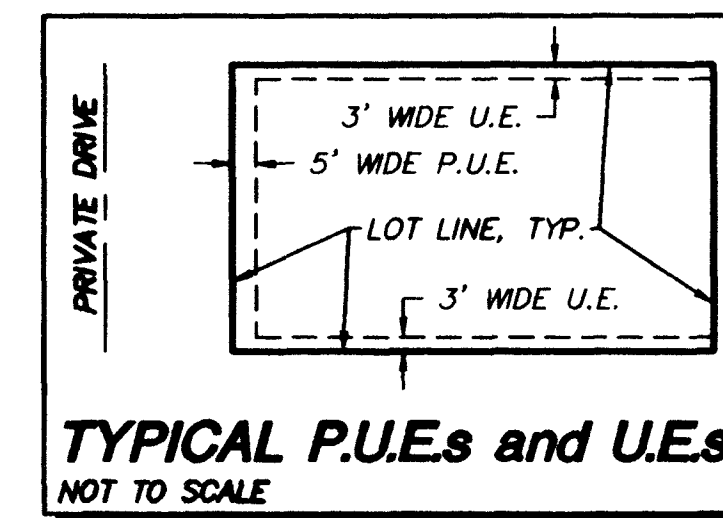 3' WIDE U.E.
5' WIDE P.U.E.
PRIVATE DRIVE
LOT LINE, TYP.
3' WIDE U.E.
TYPICAL P.U.E.s and U.E.s
NOT TO SCALE